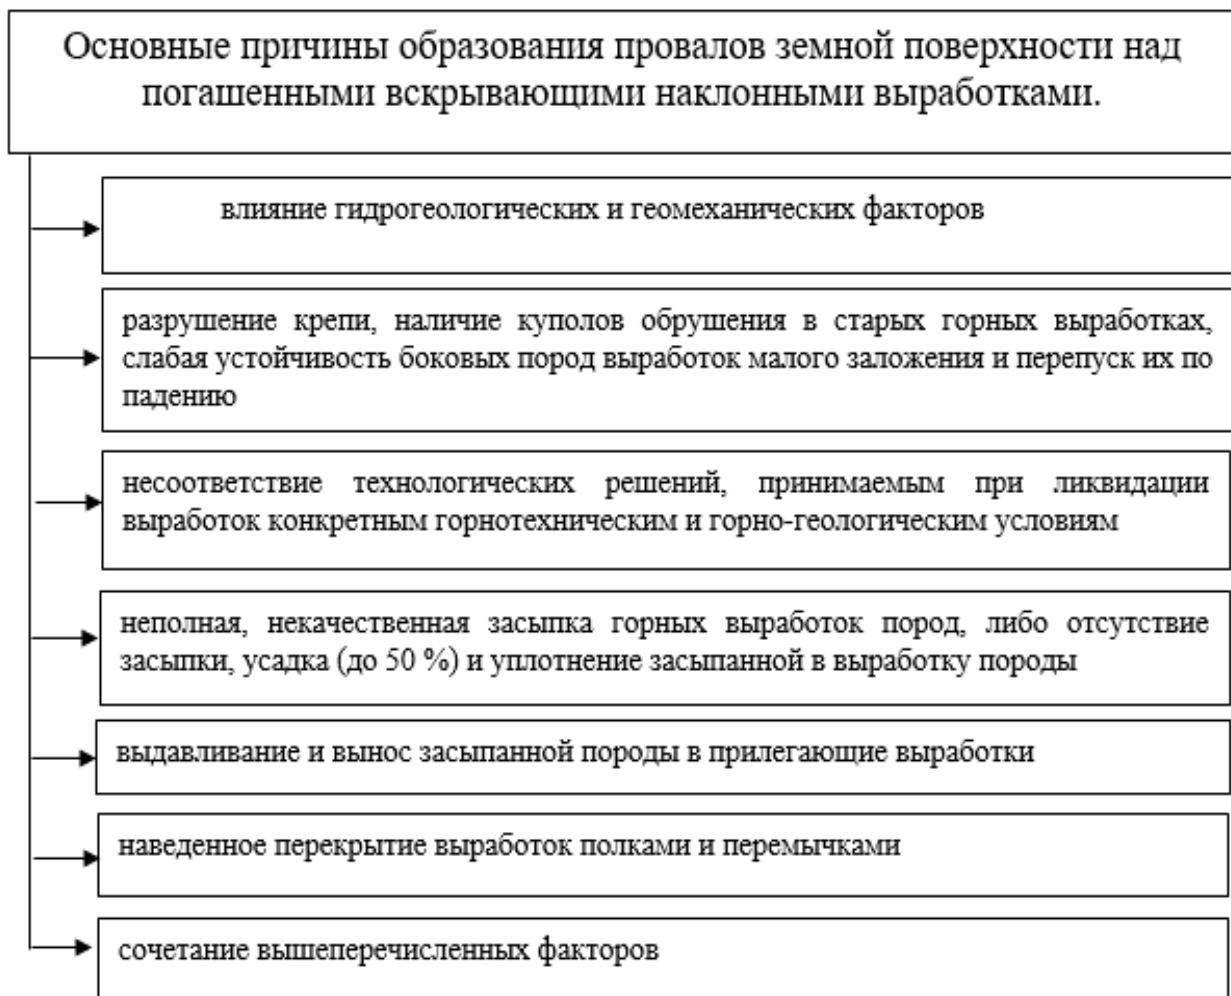 Основные причины образования провалов земной поверхности над
погашенными вскрывающими наклонными выработками.
влияние гидрогеологических и геомеханических факторов
разрушение крепи, наличие куполов обрушения в старых горных выработках,
слабая устойчивость боковых пород выработок малого заложения и перепуск их по
падению
несоответствие технологических решений, принимаемым при ликвидации
выработок конкретным горнотехническим и горно-геологическим условиям
неполная, некачественная засыпка горных выработок пород, либо отсутствие
засыпки, усадка (до 50 %) и уплотнение засыпанной в выработку породы
выдавливание и вынос засыпанной породы в прилегающие выработки
наведенное перекрытие выработок полками и перемычками
сочетание вышеперечисленных факторов